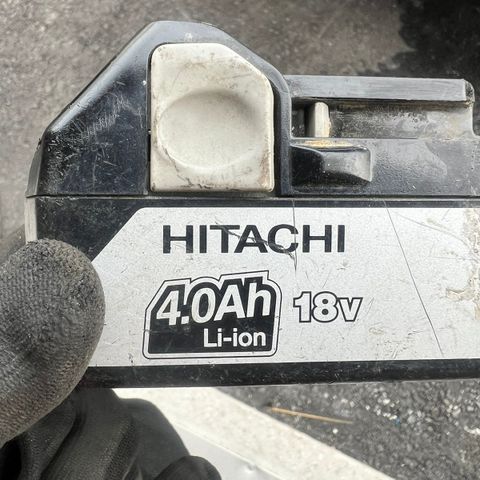 HITACHI
4.0Ah
Li-ion
18v